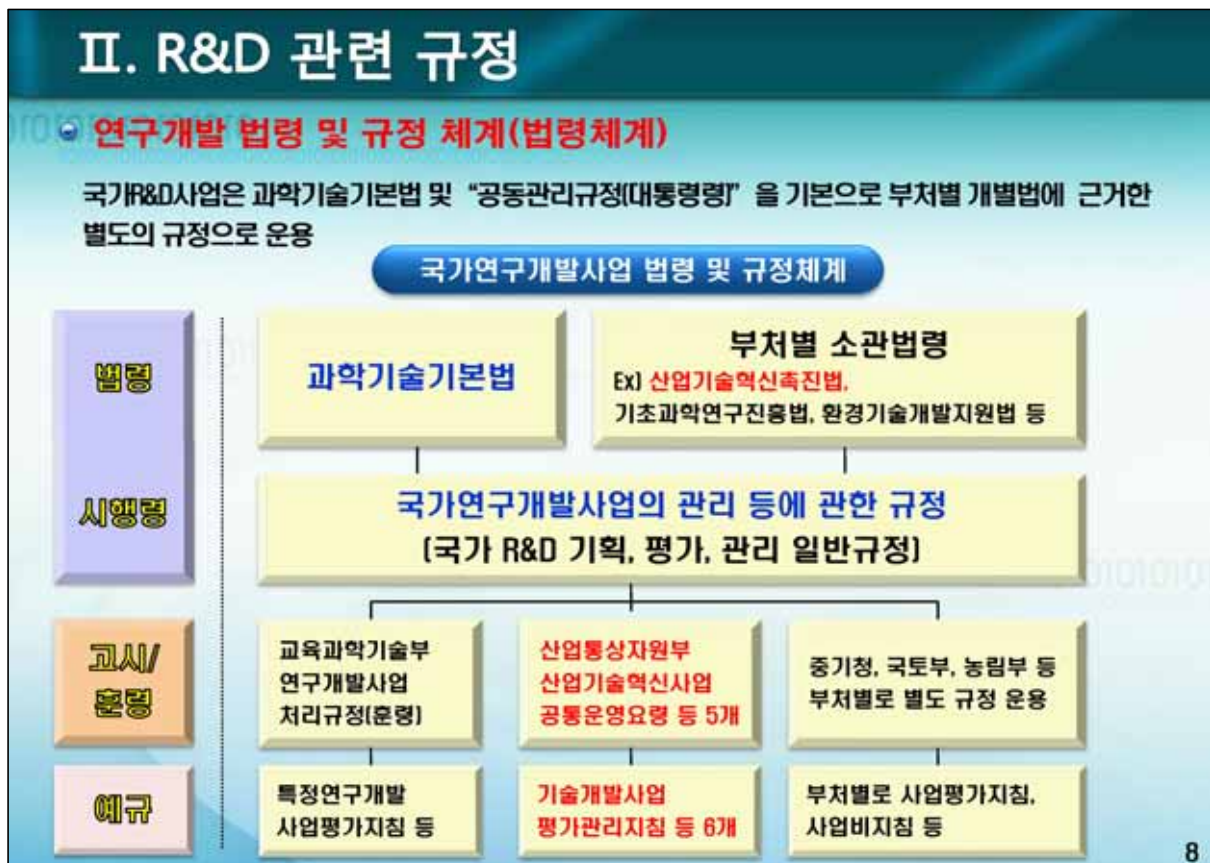 Ⅱ. R&D 관련 규정
연구개발 법령 및 규정 체계(법령체계)
국가R&D사업은 과학기술기본법 및 “공동관리규정(대통령령)” 을 기본으로 부처별 개별법에 근거한
별도의 규정으로 운용
국가연구개발사업 법령 및 규정체계
법령
과학기술기본법
부처별 소관법령
Ex) 산업기술혁신촉진법,
기초과학연구진흥법, 환경기술개발지원법 등
시행령
국가연구개발사업의 관리 등에 관한 규정
(국가 R&D 기획, 평가, 관리 일반규정)
고시/
훈령
교육과학기술부
연구개발사업
처리규정(훈령)
산업통상자원부
산업기술혁신사업
공통운영요령 등 5개
중기청, 국토부, 농림부 등
부처별로 별도 규정 운용
예규
특정연구개발
사업평가지침 등
기술개발사업
평가관리지침 등 6개
부처별로 사업평가지침,
사업비지침 등
8